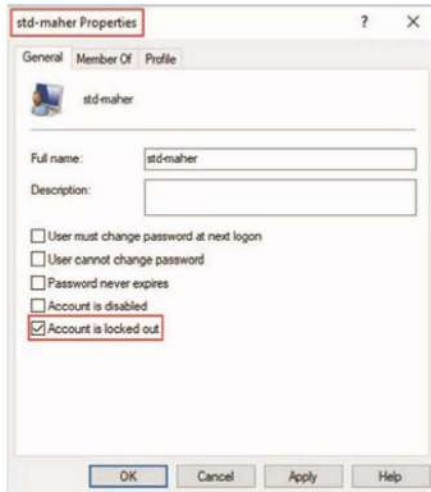 std-maher Properties
General Member Of Profile
std-maher
Full name: std-maher
Description:
User must change password at next logon
User cannot change password
Password never expires
Account is disabled
Account is locked out
OK Cancel Apply Help